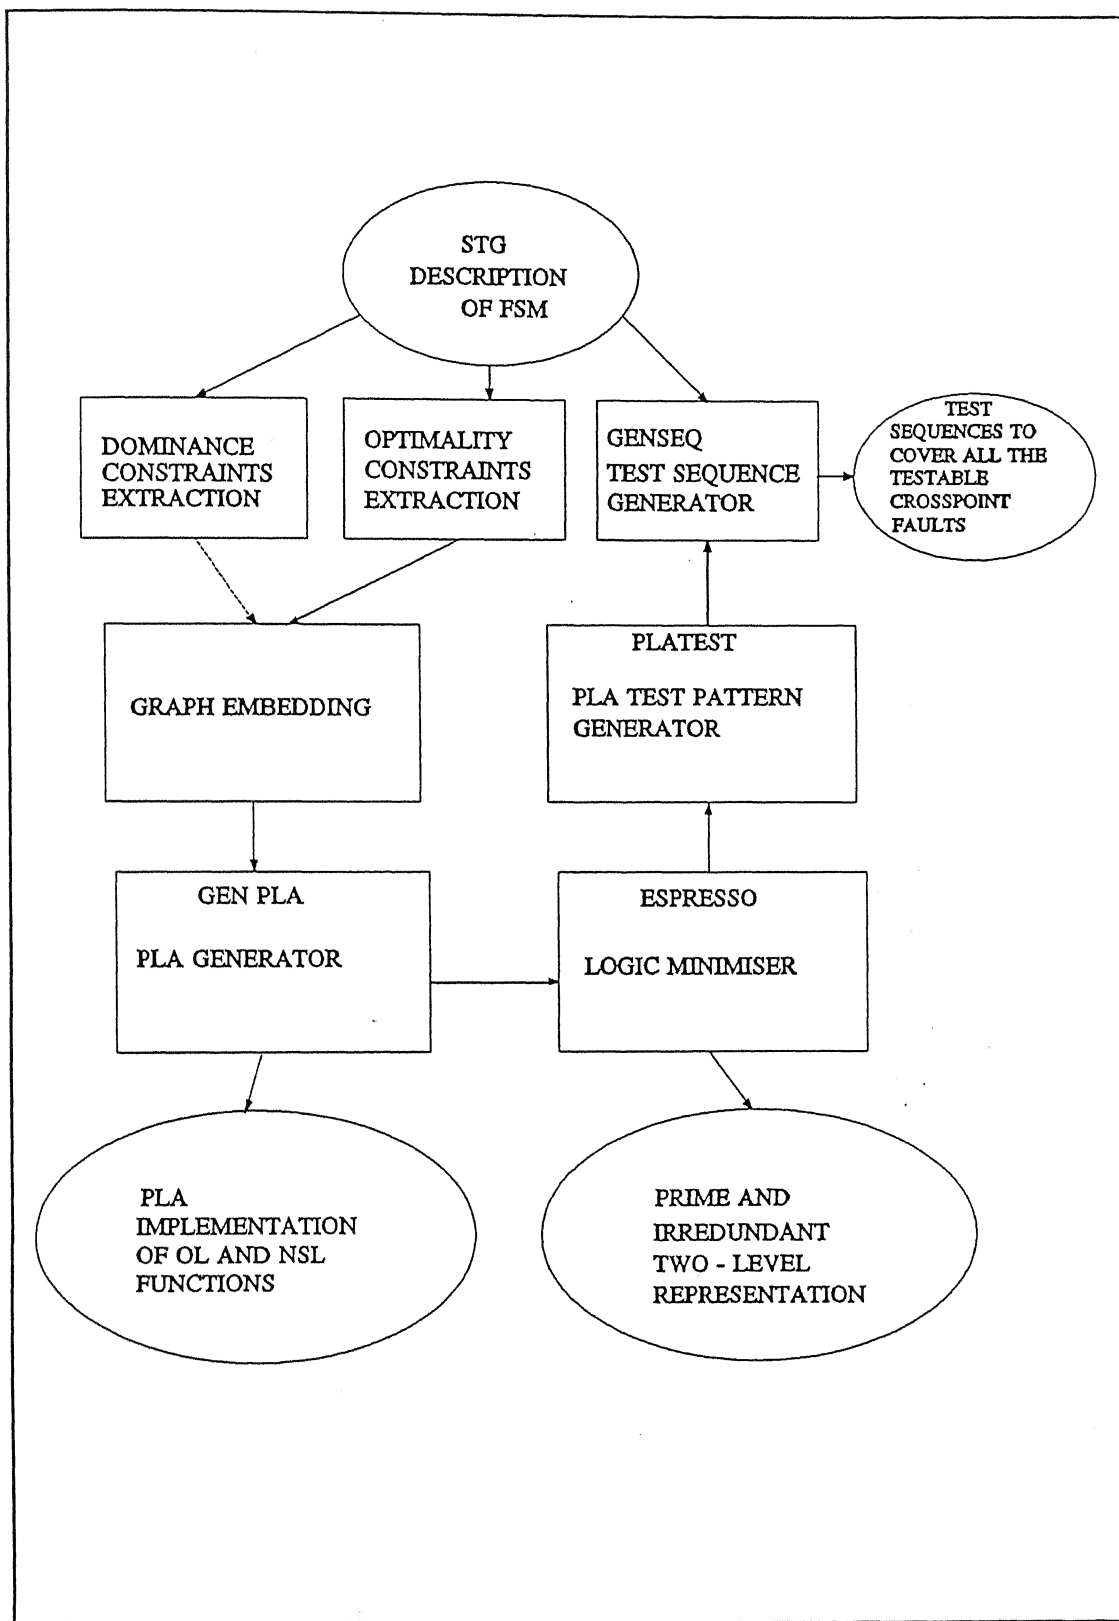 STG
DESCRIPTION
OF FSM
DOMINANCE
CONSTRAINTS
EXTRACTION
OPTIMALITY
CONSTRAINTS
EXTRACTION
GENSEQ
TEST SEQUENCE
GENERATOR
TEST
SEQUENCES TO
COVER ALL THE
TESTABLE
CROSSPOINT
FAULTS
GRAPH EMBEDDING
PLATEST
PLA TEST PATTERN
GENERATOR
GEN PLA
PLA GENERATOR
ESPRESSO
LOGIC MINIMISER
PLA
IMPLEMENTATION
OF OL AND NSL
FUNCTIONS
PRIME AND
IRREDUNDANT
TWO - LEVEL
REPRESENTATION